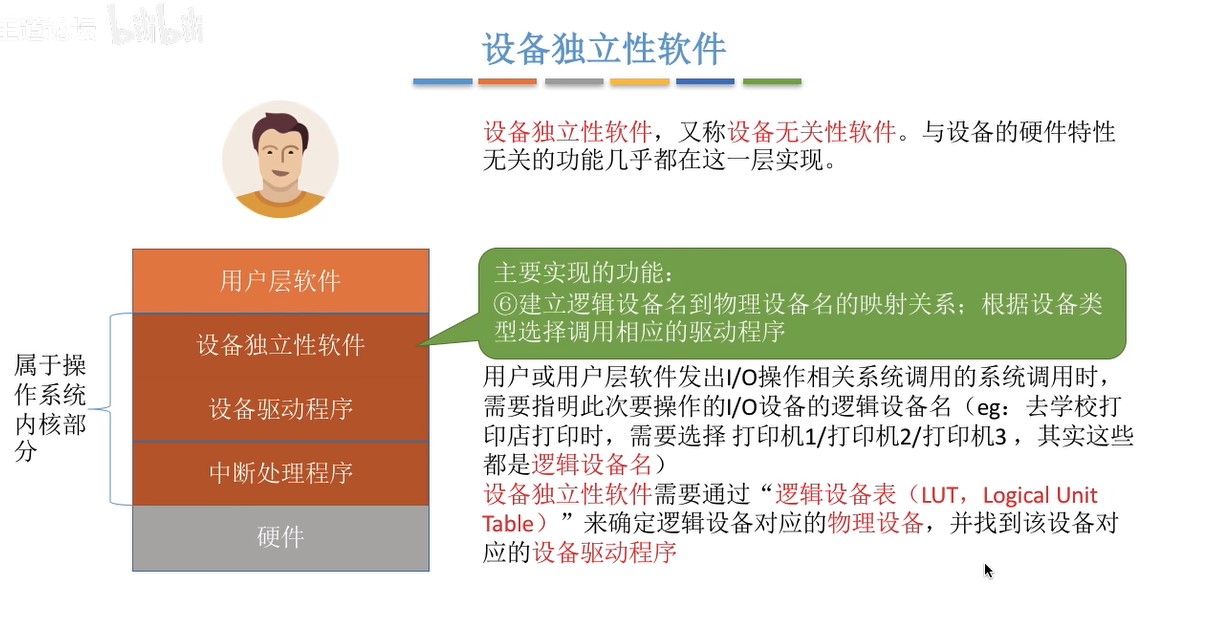 bilibili
设备独立性软件
设备独立性软件，又称设备无关性软件。与设备的硬件特性
无关的功能几乎都在这一层实现。
用户层软件
设备独立性软件
设备驱动程序
中断处理程序
硬件
属于操
作系统
内核部
分
主要实现的功能：
⑥建立逻辑设备名到物理设备名的映射关系；根据设备类
型选择调用相应的驱动程序
用户或用户层软件发出I/O操作相关系统调用的系统调用时，
需要指明此次要操作的I/O设备的逻辑设备名（eg：去学校打
印店打印时，需要选择 打印机1/打印机2/打印机3 ，其实这些
都是逻辑设备名）
设备独立性软件需要通过“逻辑设备表（LUT，Logical Unit
Table）”来确定逻辑设备对应的物理设备，并找到该设备对
应的设备驱动程序